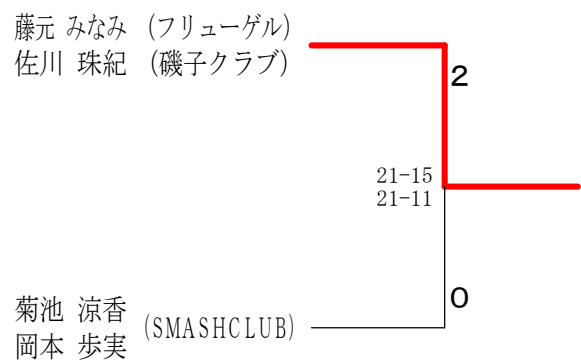 藤元 みなみ (フリューゲル)
佐川 珠紀 (磯子クラブ)
2
21-15
21-11
0
菊池 涼香
(SMASHCLUB)
岡本 歩実